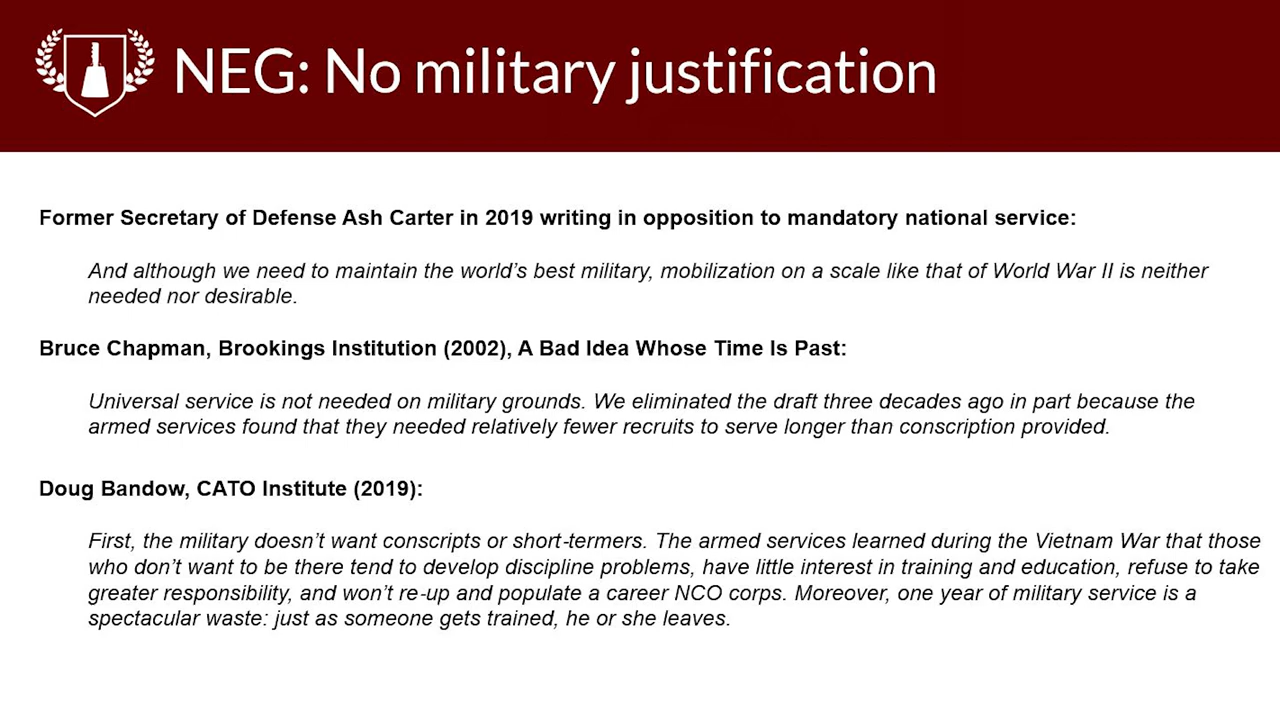 NEG: No military justification
Former Secretary of Defense Ash Carter in 2019 writing in opposition to mandatory national service:
And although we need to maintain the world's best military, mobilization on a scale like that of World War II is neither
needed nor desirable.
Bruce Chapman, Brookings Institution (2002), A Bad Idea Whose Time Is Past:
Universal service is not needed on military grounds. We eliminated the draft three decades ago in part because the
armed services found that they needed relatively fewer recruits to serve longer than conscription provided.
Doug Bandow, CATO Institute (2019):
First, the military doesn't want conscripts or short-termers. The armed services learned during the Vietnam War that those
who don't want to be there tend to develop discipline problems, have little interest in training and education, refuse to take
greater responsibility, and won't re-up and populate a career NCO corps. Moreover, one year of military service is a
spectacular waste: just as someone gets trained, he or she leaves.